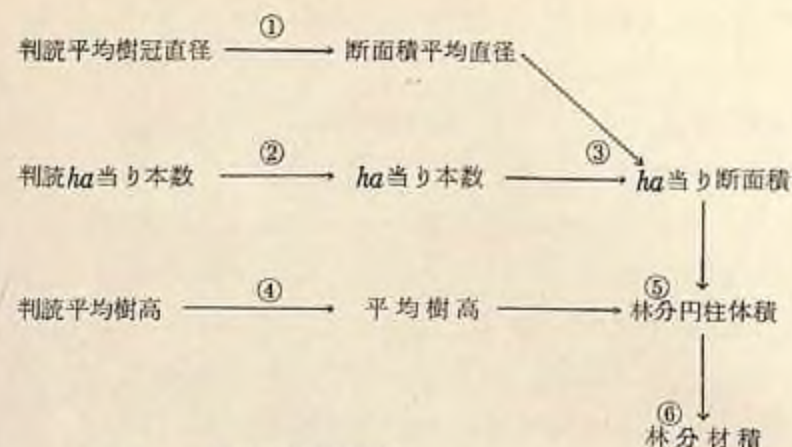 ①
判読平均樹冠直径 断面積平均直径
② ③
判読ha当り本数 ha当り本数 ha当り断面積
④ ⑤
判読平均樹高 平均樹高 林分円柱体積
⑥
林分材積